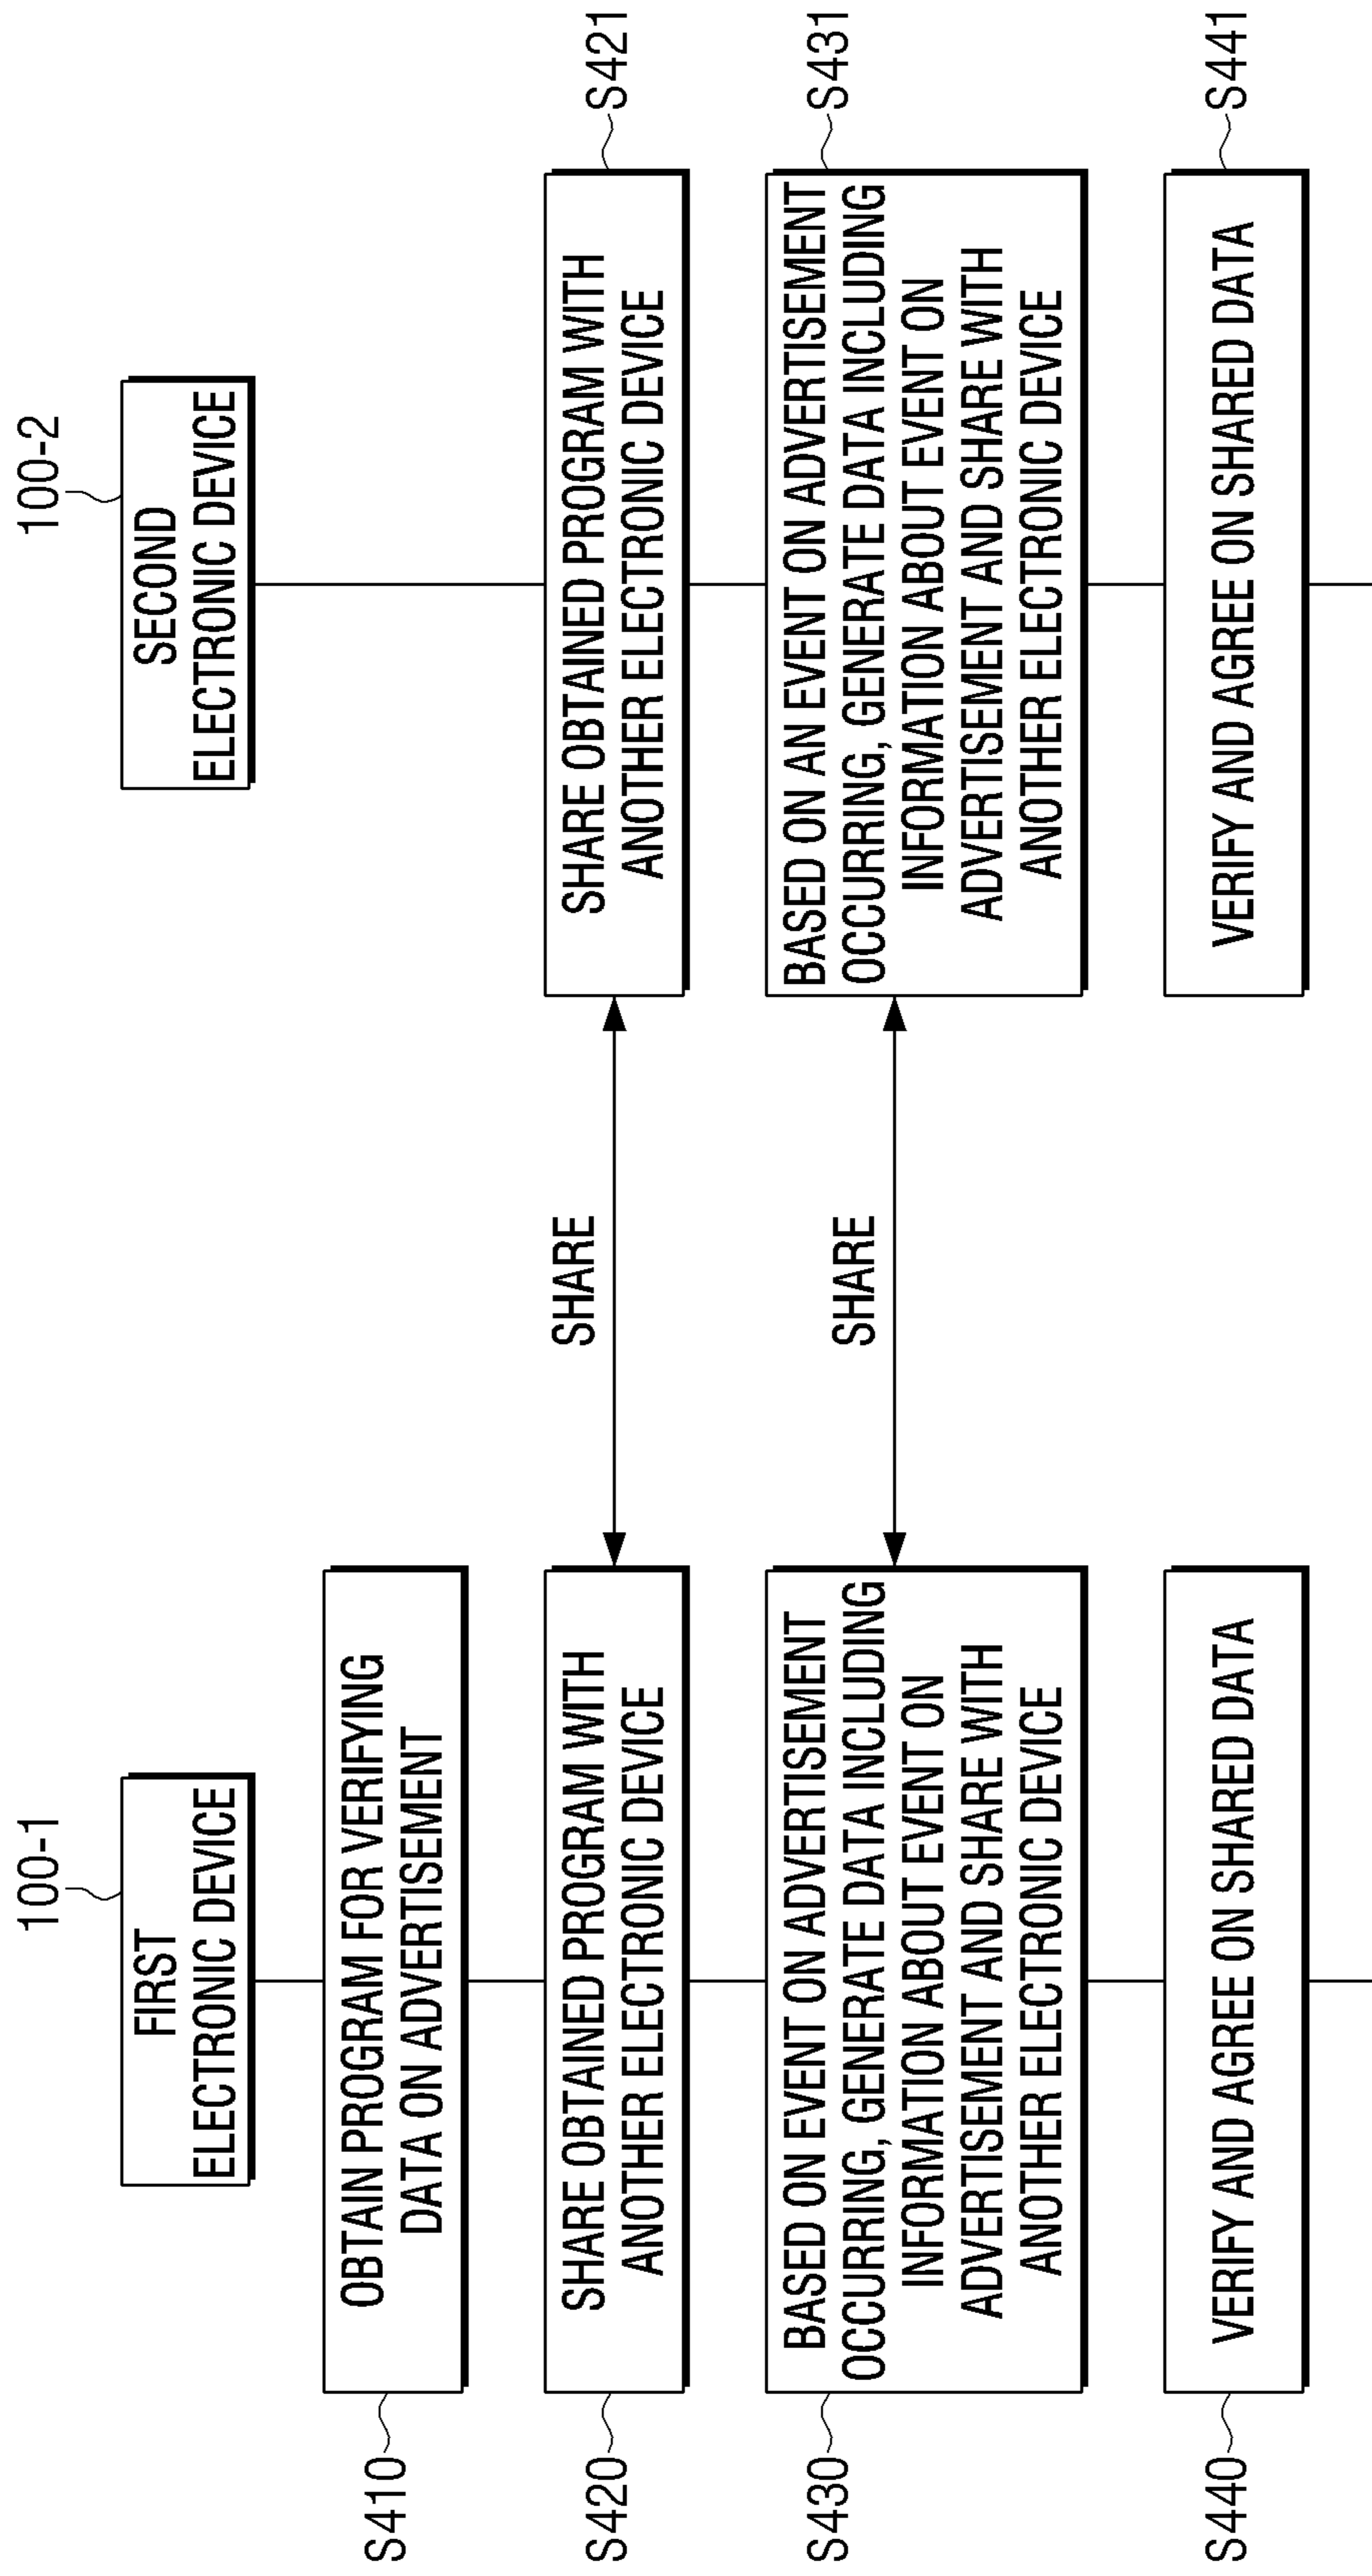 100-1
FIRST
ELECTRONIC DEVICE
100-2
SECOND
ELECTRONIC DEVICE
S410
OBTAIN PROGRAM FOR VERIFYING
DATA ON ADVERTISEMENT
S420
SHARE OBTAINED PROGRAM WITH
ANOTHER ELECTRONIC DEVICE
SHARE
SHARE OBTAINED PROGRAM WITH
ANOTHER ELECTRONIC DEVICE
S421
S430
BASED ON EVENT ON ADVERTISEMENT
OCCURRING, GENERATE DATA INCLUDING
INFORMATION ABOUT EVENT ON
ADVERTISEMENT AND SHARE WITH
ANOTHER ELECTRONIC DEVICE
SHARE
BASED ON AN EVENT ON ADVERTISEMENT
OCCURRING, GENERATE DATA INCLUDING
INFORMATION ABOUT EVENT ON
ADVERTISEMENT AND SHARE WITH
ANOTHER ELECTRONIC DEVICE
S431
S440
VERIFY AND AGREE ON SHARED DATA
VERIFY AND AGREE ON SHARED DATA
S441